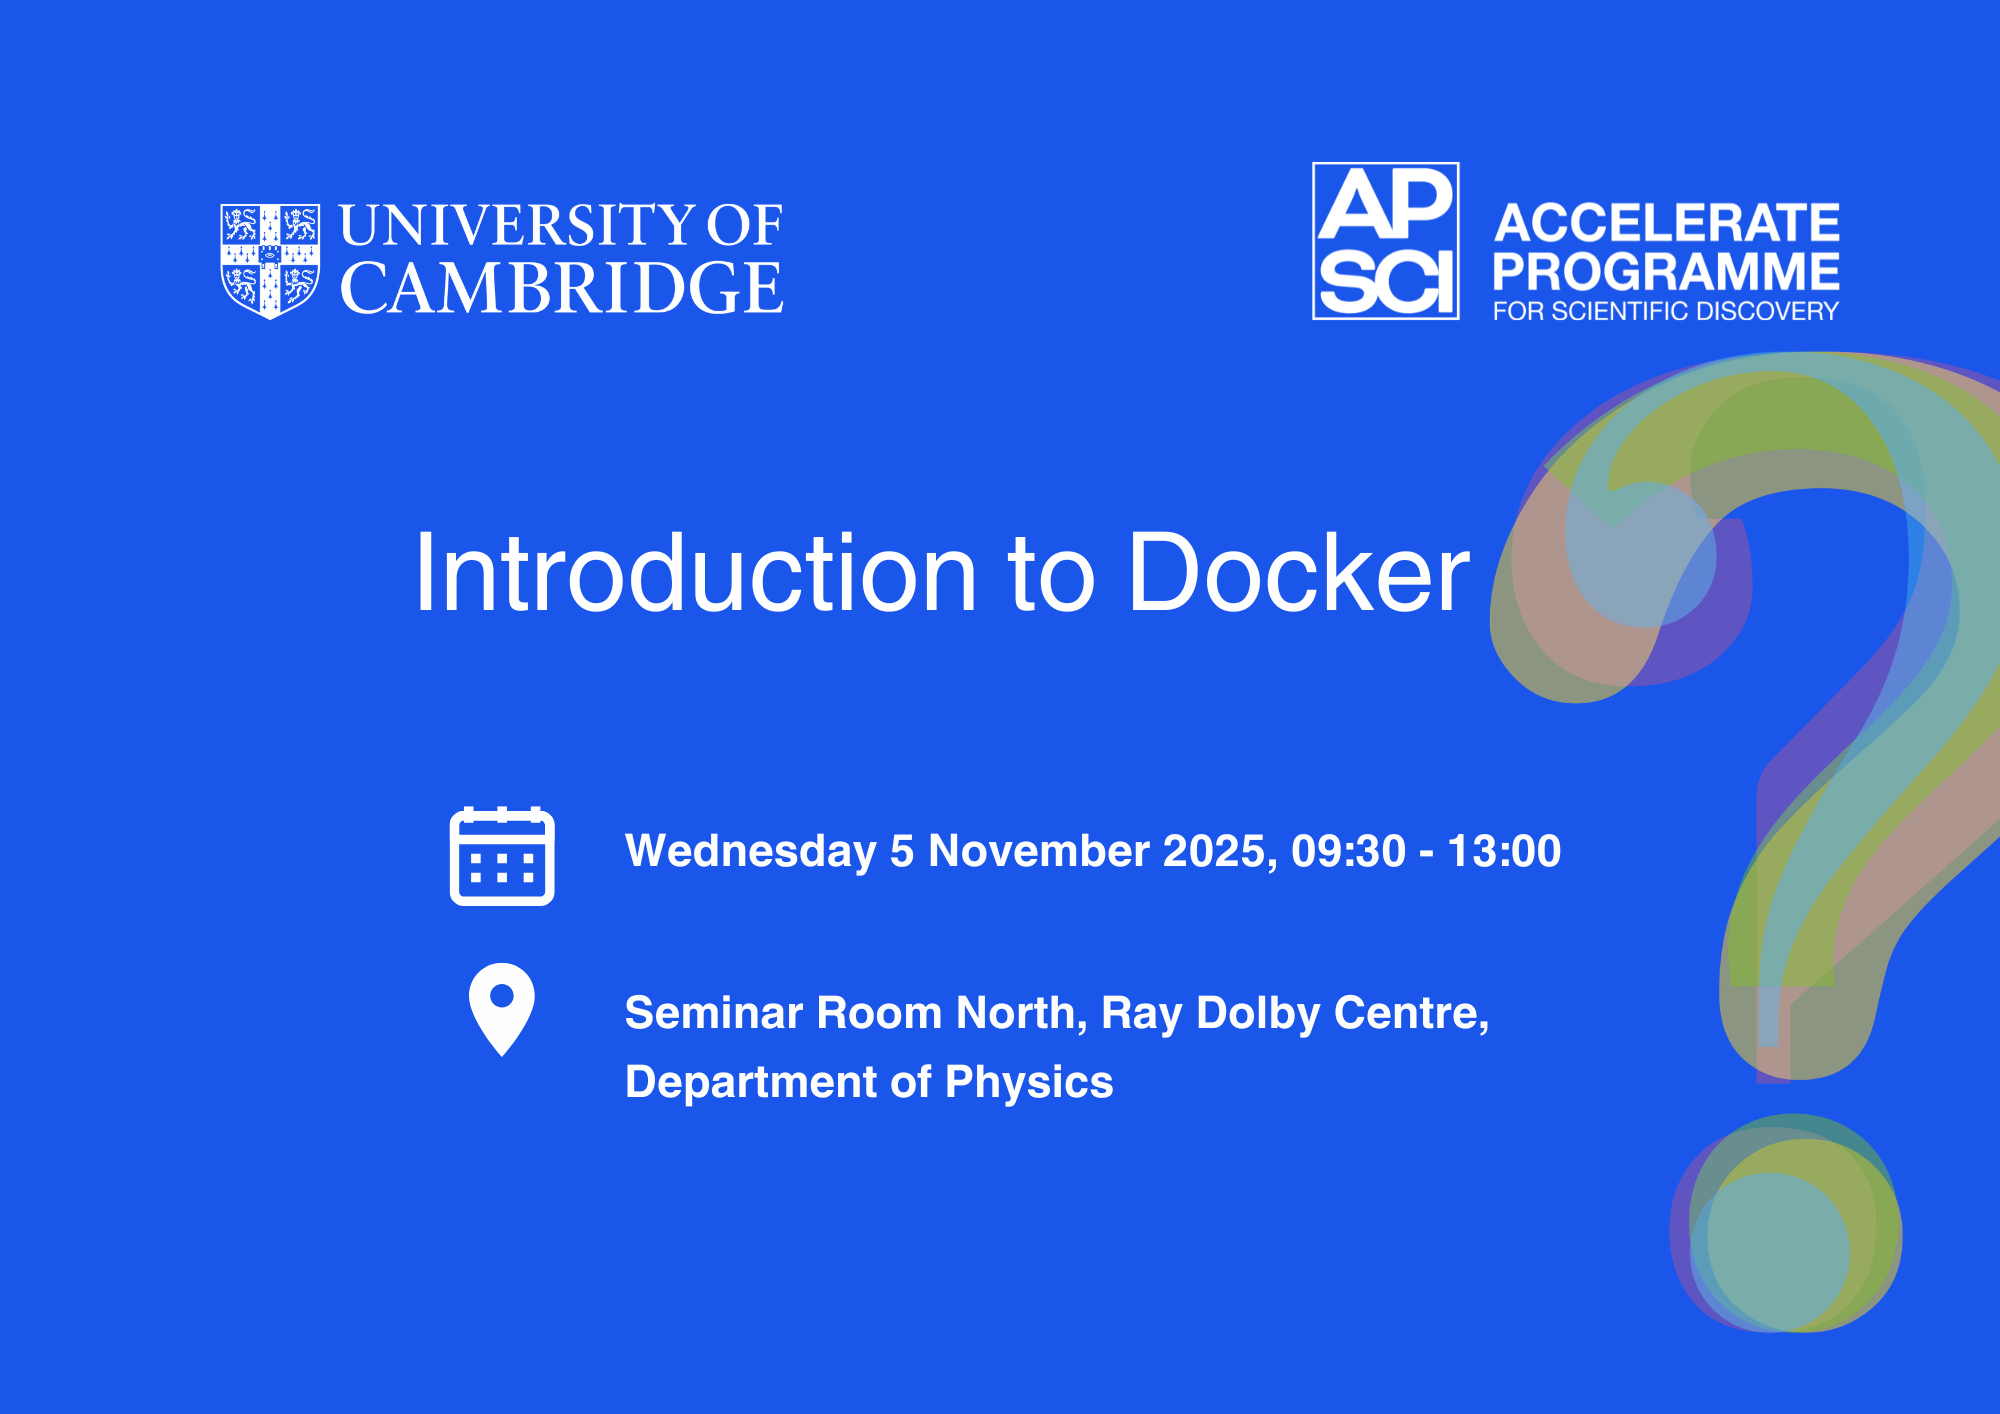 UNIVERSITY OF
CAMBRIDGE
AP
SCI
ACCELERATE
PROGRAMME
FOR SCIENTIFIC DISCOVERY
Introduction to Docker
Wednesday 5 November 2025, 09:30 - 13:00
Seminar Room North, Ray Dolby Centre,
Department of Physics